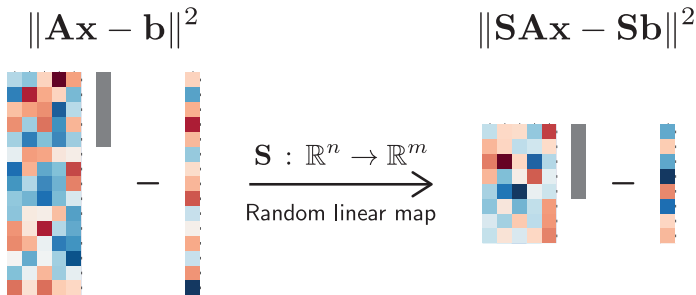 ‖Ax − b‖²
‖SAx − Sb‖²
−
S : ℝⁿ → ℝᵐ
Random linear map
−